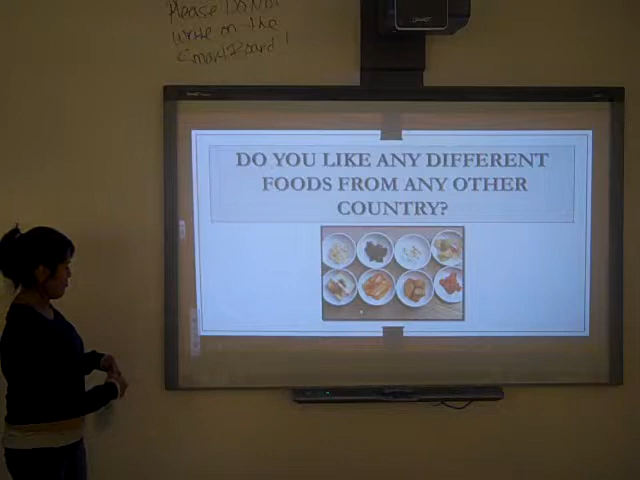 Please Do Not
write on the
SmartBoard!
DO YOU LIKE ANY DIFFERENT
FOODS FROM ANY OTHER
COUNTRY?